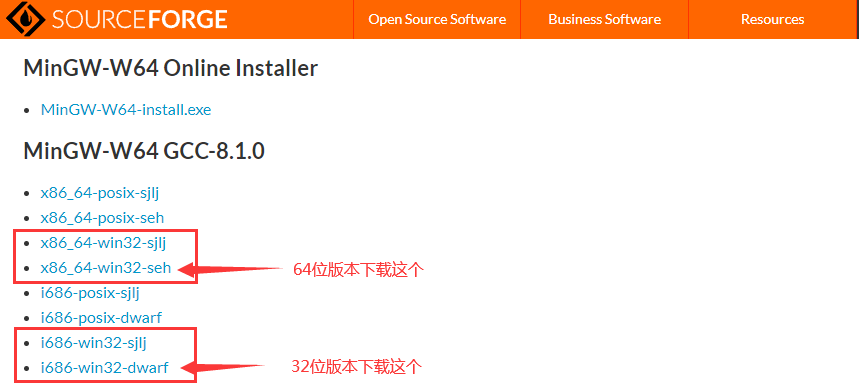 SOURCEFORGE
Open Source Software
Business Software
Resources
MinGW-W64 Online Installer
MinGW-W64-install.exe
MinGW-W64 GCC-8.1.0
x86_64-posix-sjlj
x86_64-posix-seh
x86_64-win32-sjlj
x86_64-win32-seh
64位版本下载这个
i686-posix-sjlj
i686-posix-dwarf
i686-win32-sjlj
i686-win32-dwarf
32位版本下载这个